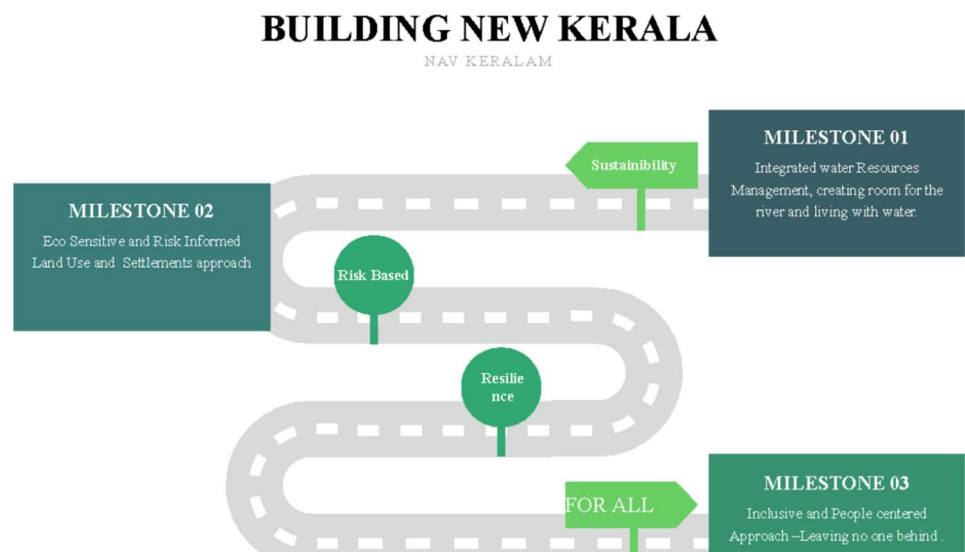 BUILDING NEW KERALA
NAV KERALAM
MILESTONE 01
Integrated water Resources
Management, creating room for the
river and living with water.
Sustainibility
MILESTONE 02
Eco Sensitive and Risk Informed
Land Use and Settlements approach
Risk Based
Resilie
nce
FOR ALL
MILESTONE 03
Inclusive and People centered
Approach –Leaving no one behind .